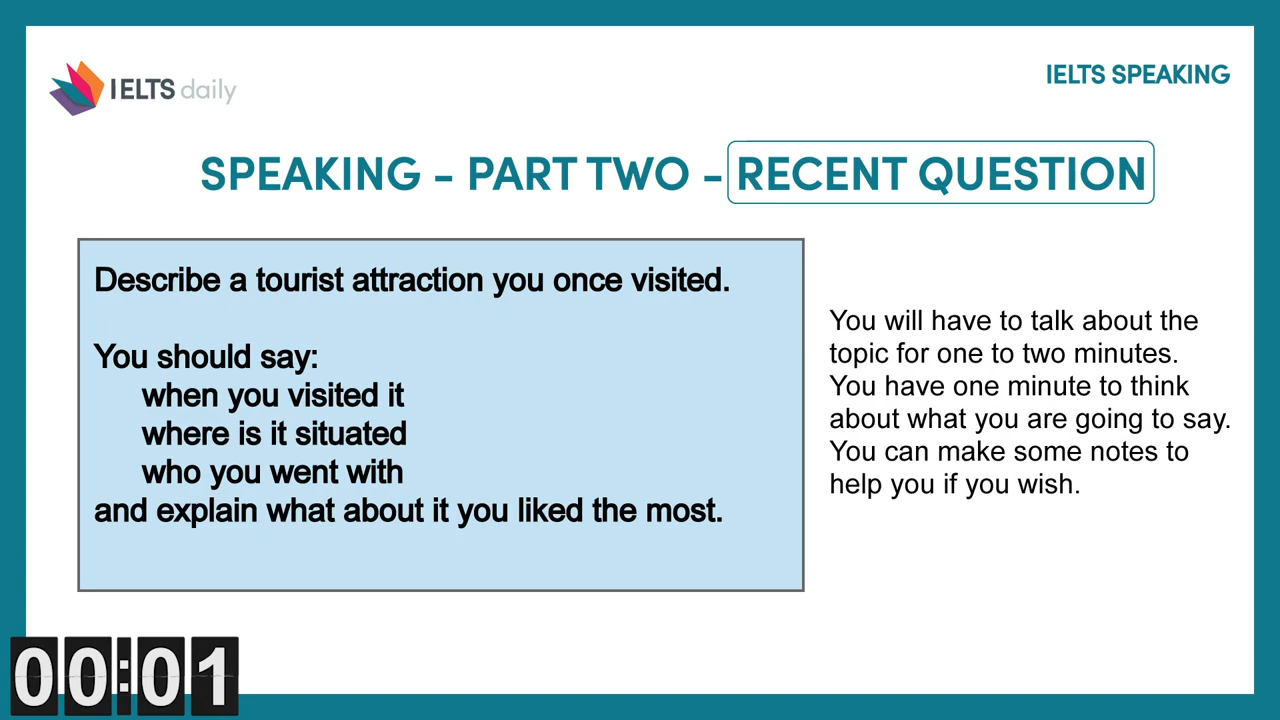 IELTS daily
IELTS SPEAKING
SPEAKING - PART TWO - RECENT QUESTION
Describe a tourist attraction you once visited.
You should say:
when you visited it
where is it situated
who you went with
and explain what about it you liked the most.
You will have to talk about the
topic for one to two minutes.
You have one minute to think
about what you are going to say.
You can make some notes to
help you if you wish.
00:01